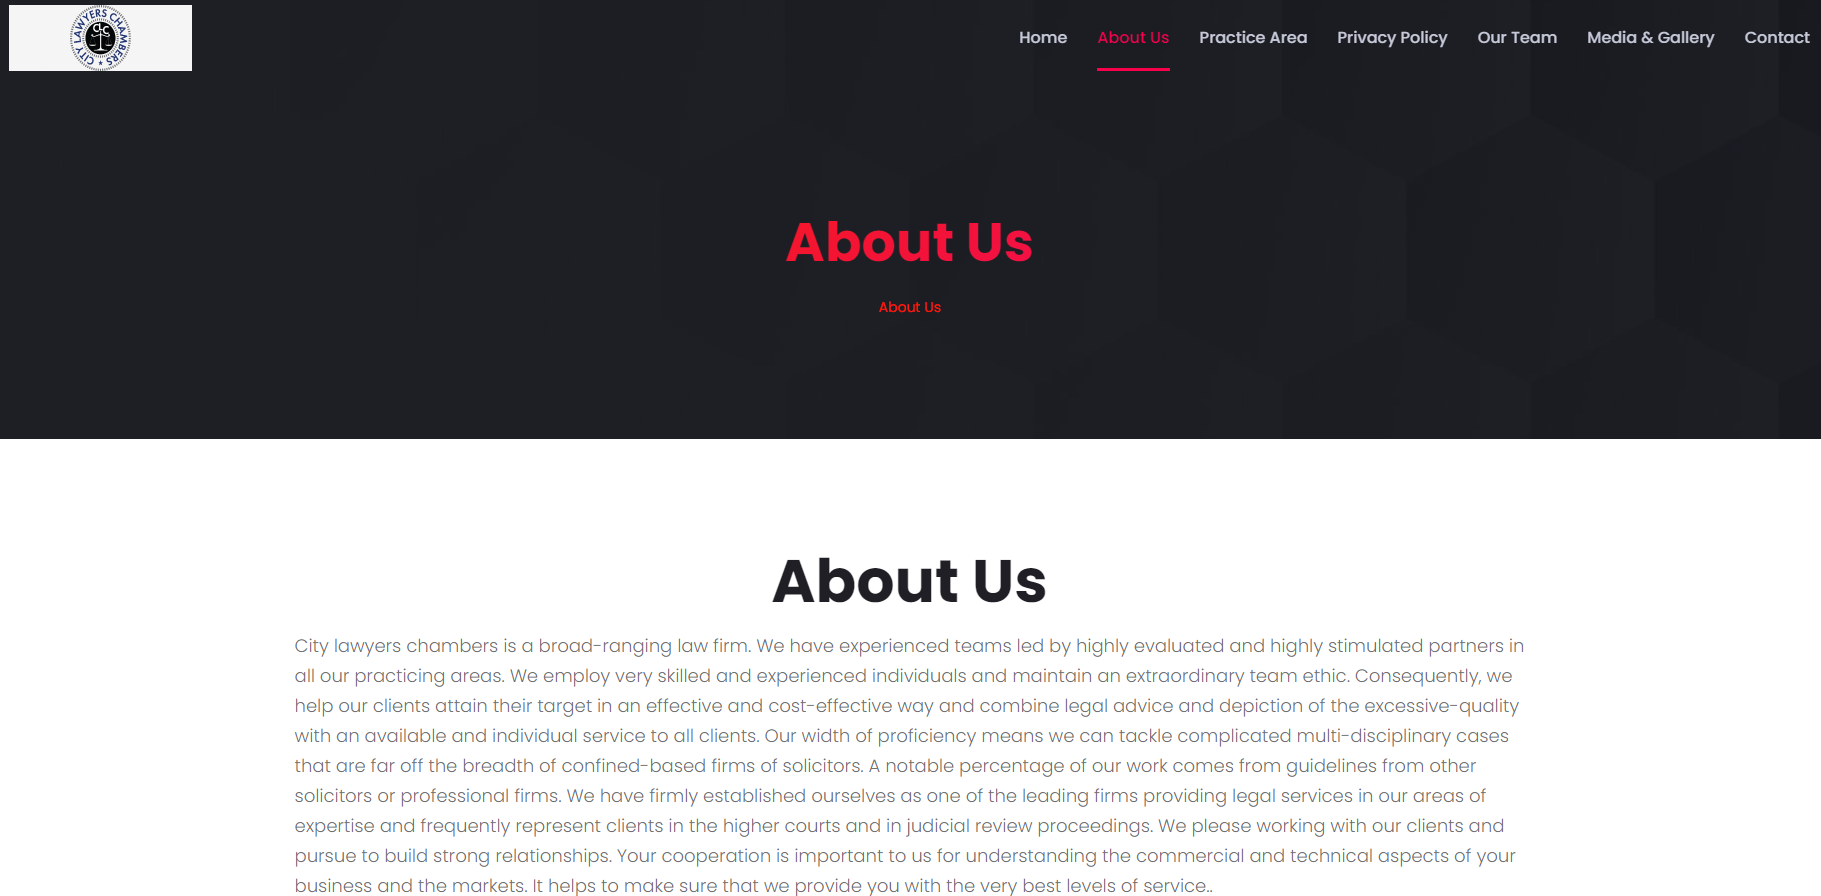 CITY LAWYERS CHAMBERS
CLC
Home
About Us
Practice Area
Privacy Policy
Our Team
Media & Gallery
Contact
About Us
About Us
About Us
City lawyers chambers is a broad-ranging law firm. We have experienced teams led by highly evaluated and highly stimulated partners in
all our practicing areas. We employ very skilled and experienced individuals and maintain an extraordinary team ethic. Consequently, we
help our clients attain their target in an effective and cost-effective way and combine legal advice and depiction of the excessive-quality
with an available and individual service to all clients. Our width of proficiency means we can tackle complicated multi-disciplinary cases
that are far off the breadth of confined-based firms of solicitors. A notable percentage of our work comes from guidelines from other
solicitors or professional firms. We have firmly established ourselves as one of the leading firms providing legal services in our areas of
expertise and frequently represent clients in the higher courts and in judicial review proceedings. We please working with our clients and
pursue to build strong relationships. Your cooperation is important to us for understanding the commercial and technical aspects of your
business and the markets. It helps to make sure that we provide you with the very best levels of service..